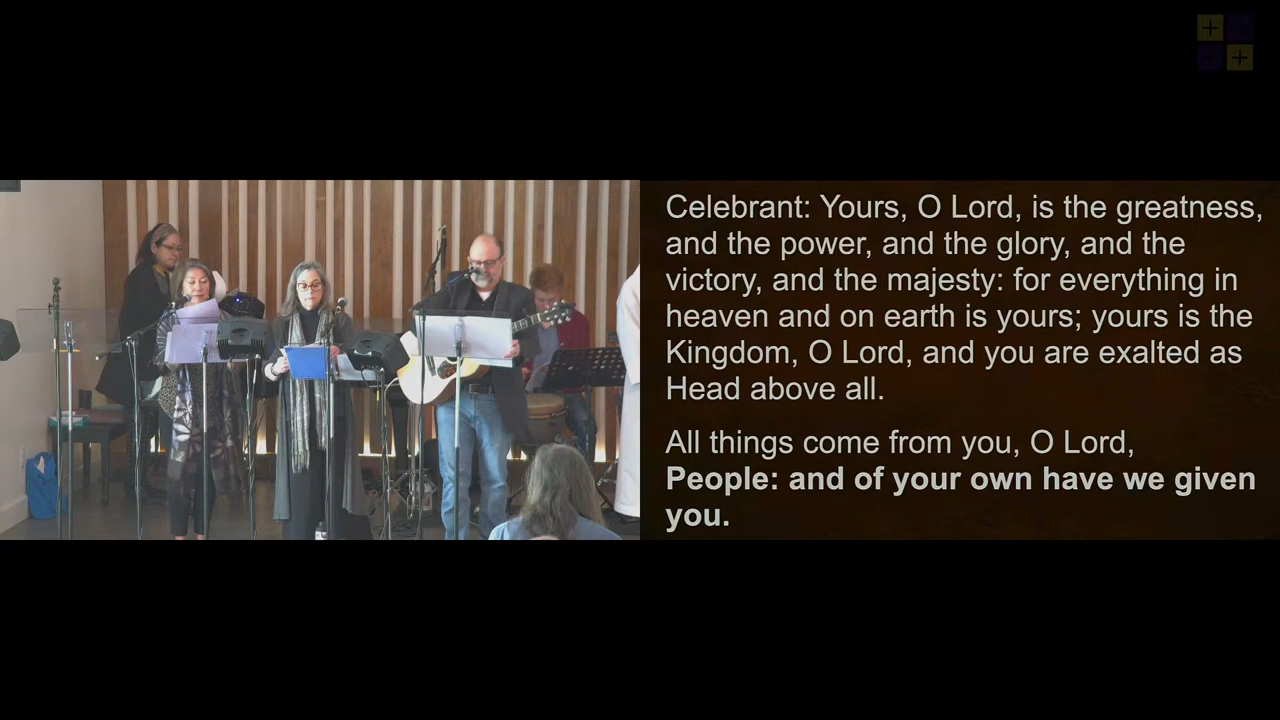 Celebrant: Yours, O Lord, is the greatness,
and the power, and the glory, and the
victory, and the majesty: for everything in
heaven and on earth is yours; yours is the
Kingdom, O Lord, and you are exalted as
Head above all.
All things come from you, O Lord,
People: and of your own have we given
you.